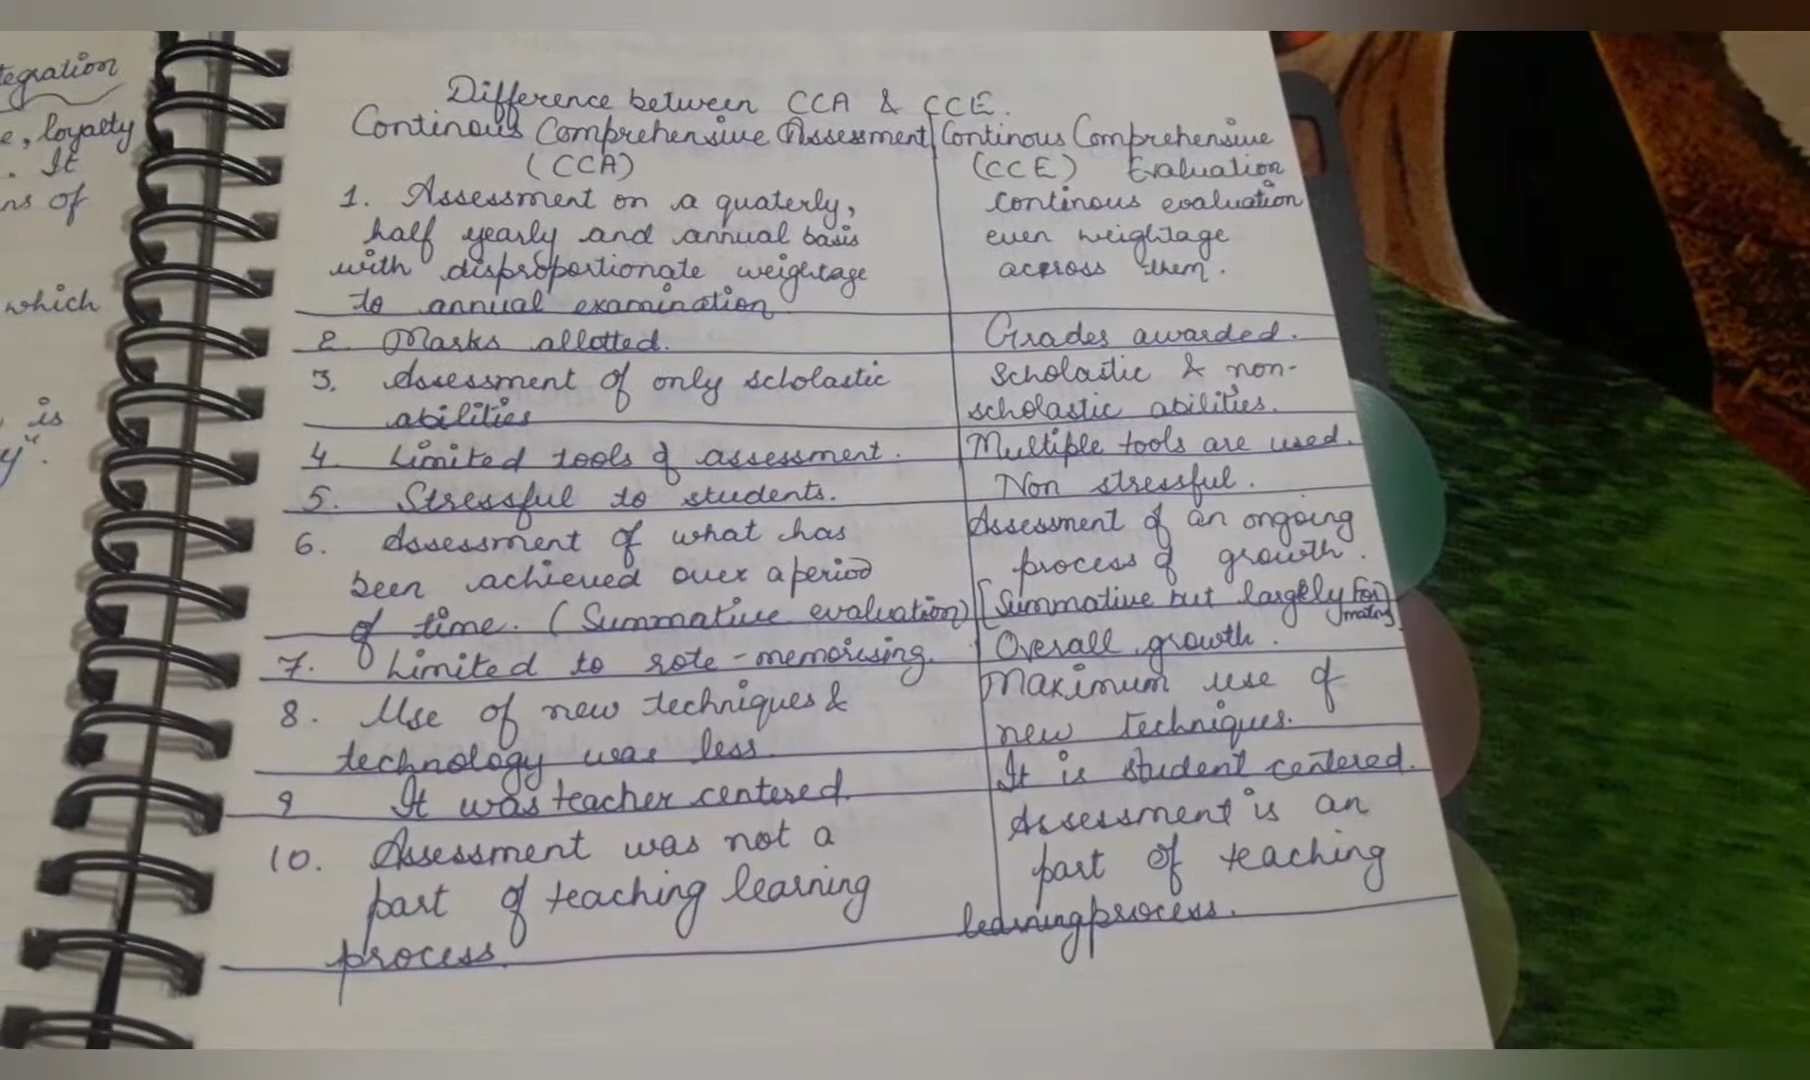 tegration
e, loyalty
. It
ns of
which
is
y".
Difference between CCA & CCE.
Continous Comprehensive Assessment
(CCA)
Continous Comprehensive
(CCE) Evaluation
1. Assessment on a quaterly,
half yearly and annual basis
with disproportionate weightage
to annual examination
continous evaluation
even weightage
across them.
2. Marks allotted.
Grades awarded.
3. Assessment of only scholastic
abilities
Scholastic & non-
scholastic abilities.
4. Limited tools of assessment.
Multiple tools are used.
5. Stressful to students.
Non stressful.
6. Assessment of what has
been achieved over a period
of time. (Summative evaluation)
Assessment of an ongoing
process of growth.
[Summative but largely For
mating]
7. Limited to rote-memorising.
Overall growth.
8. Use of new techniques &
technology was less.
Maximum use of
new techniques.
9 It was teacher centered.
It is student centered.
10. Assessment was not a
part of teaching learning
process.
Assessment is an
part of teaching
learning process.